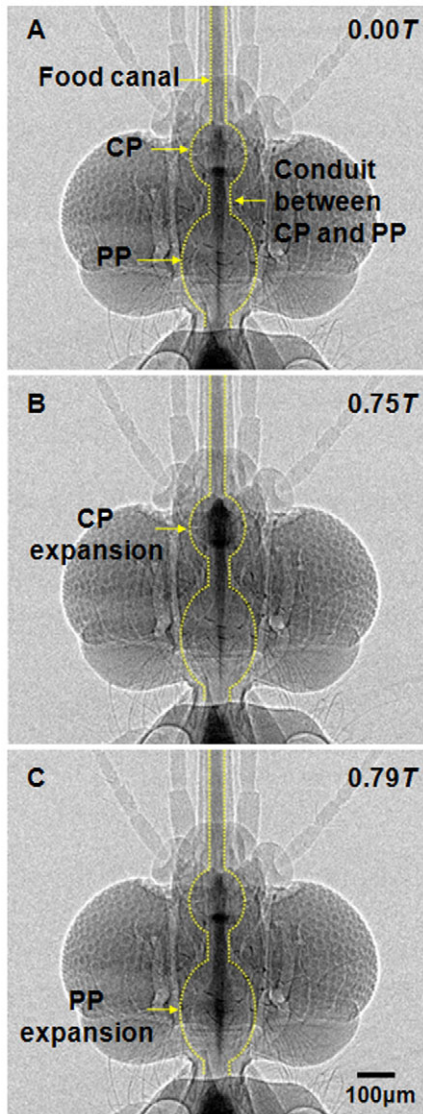 A
0.00T
Food canal
CP
Conduit
between
CP and PP
PP
B
0.75T
CP
expansion
C
0.79T
PP
expansion
100µm